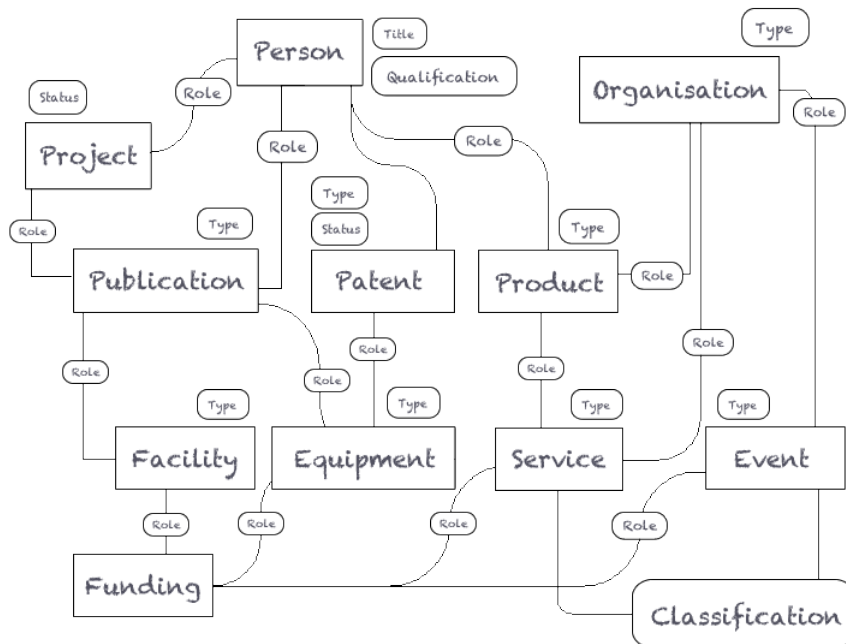 Type
Title
Person
Qualification
Organisation
Status
Role
Role
Project
Role
Role
Type
Type
Status
Type
Role
Publication
Patent
Product
Role
Role
Role
Role
Role
Role
Type
Type
Type
Type
Facility
Equipment
Service
Event
Role
Role
Role
Role
Funding
Classification